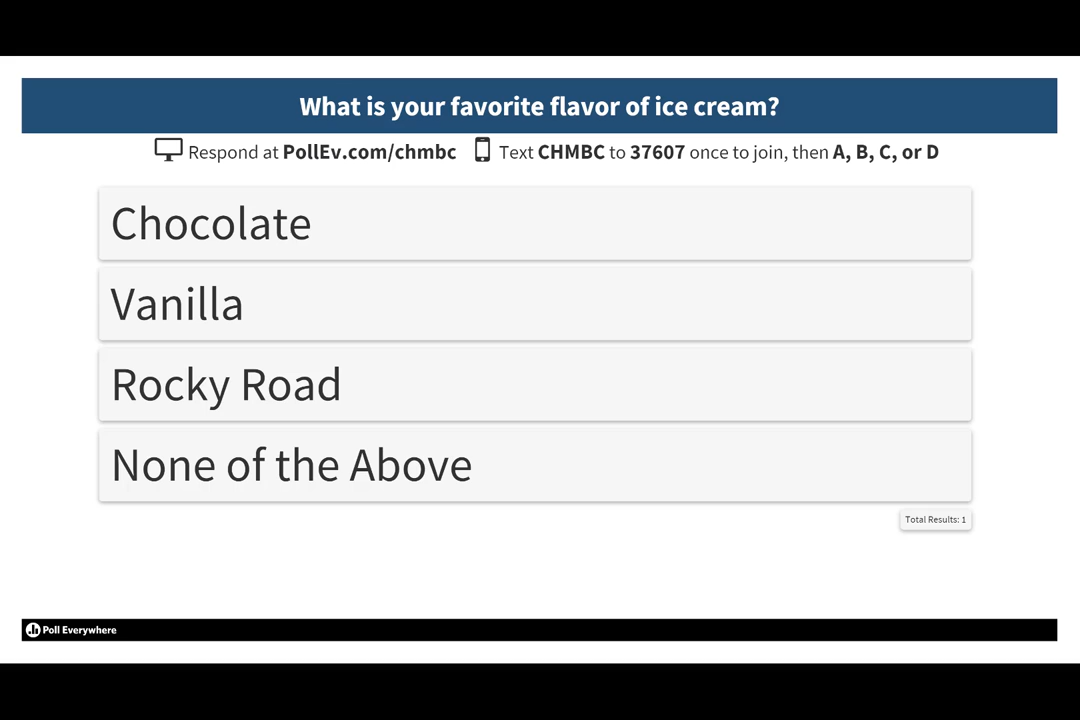 What is your favorite flavor of ice cream?
Respond at PollEv.com/chmbc Text CHMBC to 37607 once to join, then A, B, C, or D
Chocolate
Vanilla
Rocky Road
None of the Above
Total Results: 1
Poll Everywhere